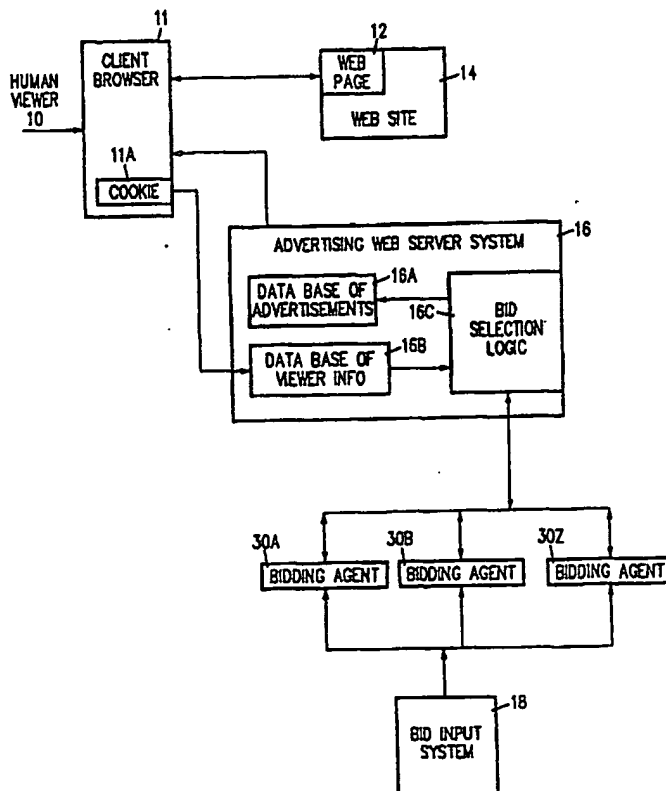 11
CLIENT
BROWSER
12
WEB
PAGE
14
WEB SITE
HUMAN
VIEWER
10
11A
COOKIE
16
ADVERTISING WEB SERVER SYSTEM
16A
DATA BASE OF
ADVERTISEMENTS
16C
BID
SELECTION
LOGIC
16B
DATA BASE OF
VIEWER INFO
30A
BIDDING AGENT
30B
BIDDING AGENT
30Z
BIDDING AGENT
18
BID INPUT
SYSTEM